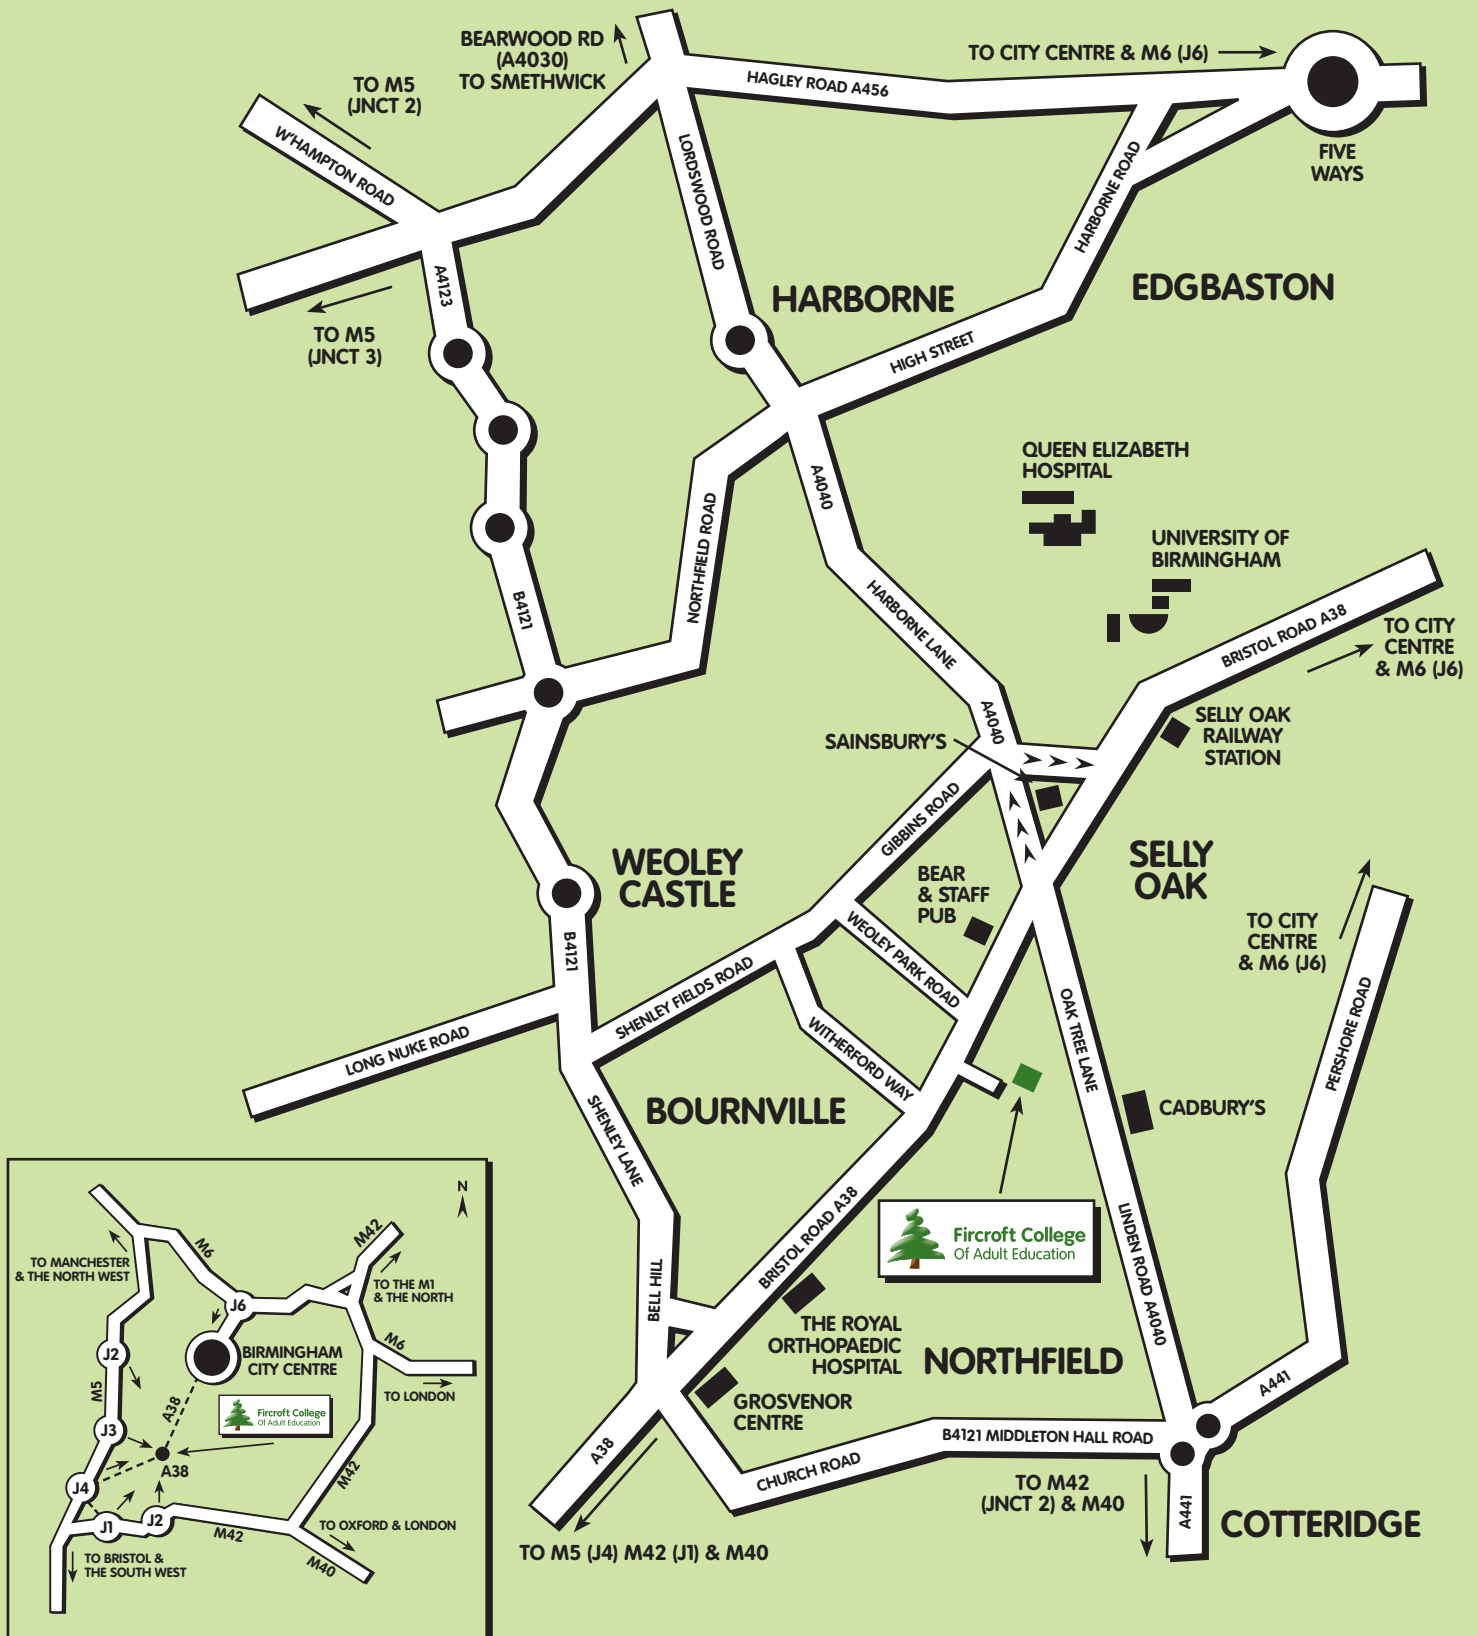 BEARWOOD RD
(A4030)
TO SMETHWICK
TO CITY CENTRE & M6 (J6)
HAGLEY ROAD A456
TO M5
(JNCT 2)
W'HAMPTON ROAD
FIVE
WAYS
LORDSWOOD ROAD
HARBORNE ROAD
A4123
HARBORNE
EDGBASTON
TO M5
(JNCT 3)
HIGH STREET
QUEEN ELIZABETH
HOSPITAL
A4040
NORTHFIELD ROAD
UNIVERSITY OF
BIRMINGHAM
B4121
HARBORNE LANE
BRISTOL ROAD A38
TO CITY
CENTRE
& M6 (J6)
A4040
SELLY OAK
RAILWAY
STATION
SAINSBURY'S
GIBBINS ROAD
WEOLEY
CASTLE
SELLY
OAK
BEAR
& STAFF
PUB
B4121
WEOLEY PARK ROAD
TO CITY
CENTRE
& M6 (J6)
SHENLEY FIELDS ROAD
LONG NUKE ROAD
WITHERFORD WAY
OAK TREE LANE
PERSHORE ROAD
SHENLEY LANE
BOURNVILLE
CADBURY'S
BRISTOL ROAD A38
Fircroft College
Of Adult Education
LINDEN ROAD A4040
BELL HILL
THE ROYAL
ORTHOPAEDIC
HOSPITAL
NORTHFIELD
GROSVENOR
CENTRE
A441
A38
CHURCH ROAD
B4121 MIDDLETON HALL ROAD
TO M42
(JNCT 2) & M40
A441
COTTERIDGE
TO M5 (J4) M42 (J1) & M40
N
M6
M42
TO MANCHESTER
& THE NORTH WEST
TO THE M1
& THE NORTH
J6
J2
BIRMINGHAM
CITY CENTRE
M6
TO LONDON
M5
A38
Fircroft College
Of Adult Education
J3
A38
J4
M42
J1
J2
M42
TO OXFORD & LONDON
M40
TO BRISTOL &
THE SOUTH WEST